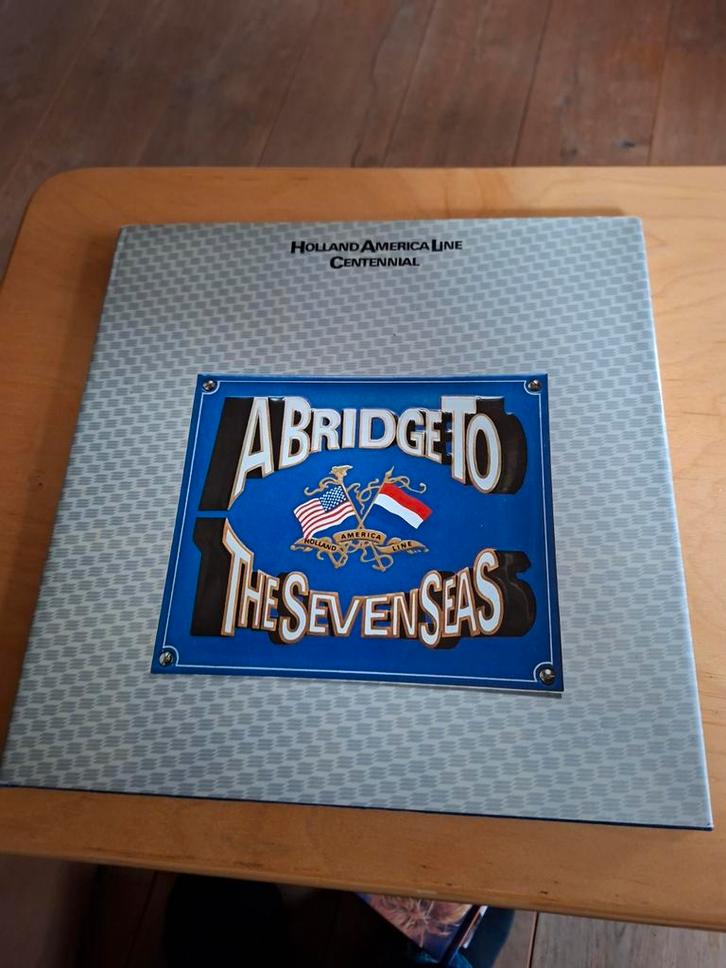 HOLLAND AMERICA LINE
CENTENNIAL
A BRIDGE TO
HOLLAND AMERICA LINE
THE SEVEN SEAS